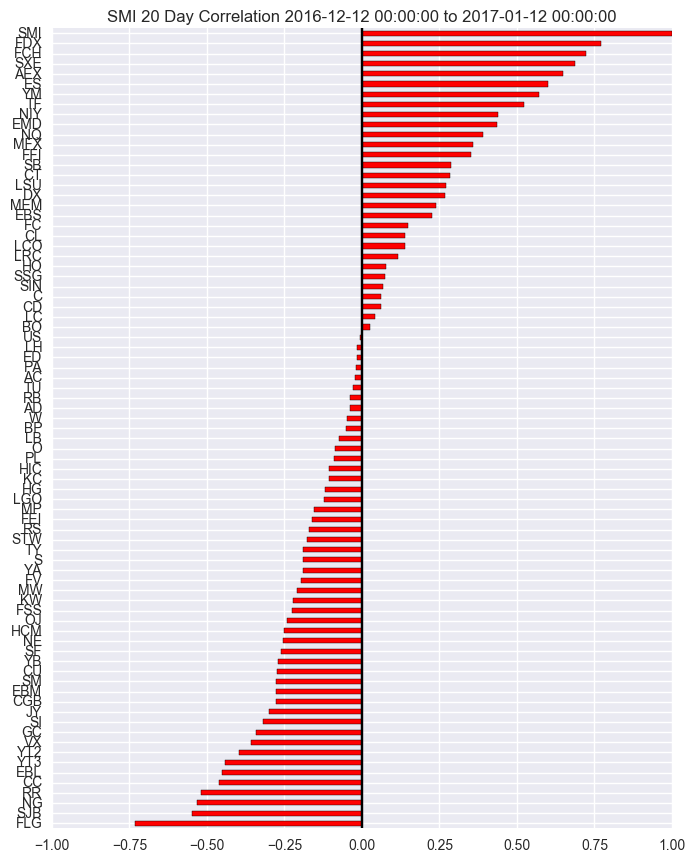 SMI 20 Day Correlation 2016-12-12 00:00:00 to 2017-01-12 00:00:00
SMI
FDX
FCH
SXE
AEX
ES
YM
TF
NIY
EMD
NQ
MFX
SB
CT
LSU
DX
MEM
EBS
FC
CL
LCO
LRC
HO
SSG
SIN
C
CD
LC
BO
US
LH
ED
PA
AC
TU
RB
AD
W
BP
LB
O
PL
HIC
KC
HG
LGO
MP
FEI
RS
STW
TY
S
YA
FV
MW
KW
FSS
OJ
HCM
NE
SF
YB
CU
SM
EBM
CGB
JY
SI
GC
VX
YT2
YT3
EBL
CC
RR
NG
SJB
FLG
−1.00 −0.75 −0.50 −0.25 0.00 0.25 0.50 0.75 1.00